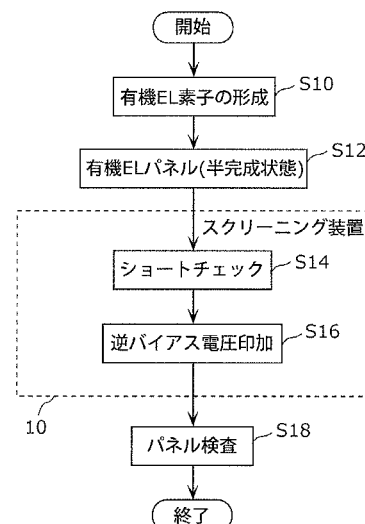 開始
有機EL素子の形成
S10
有機ELパネル(半完成状態)
S12
スクリーニング装置
ショートチェック
S14
逆バイアス電圧印加
S16
10
パネル検査
S18
終了